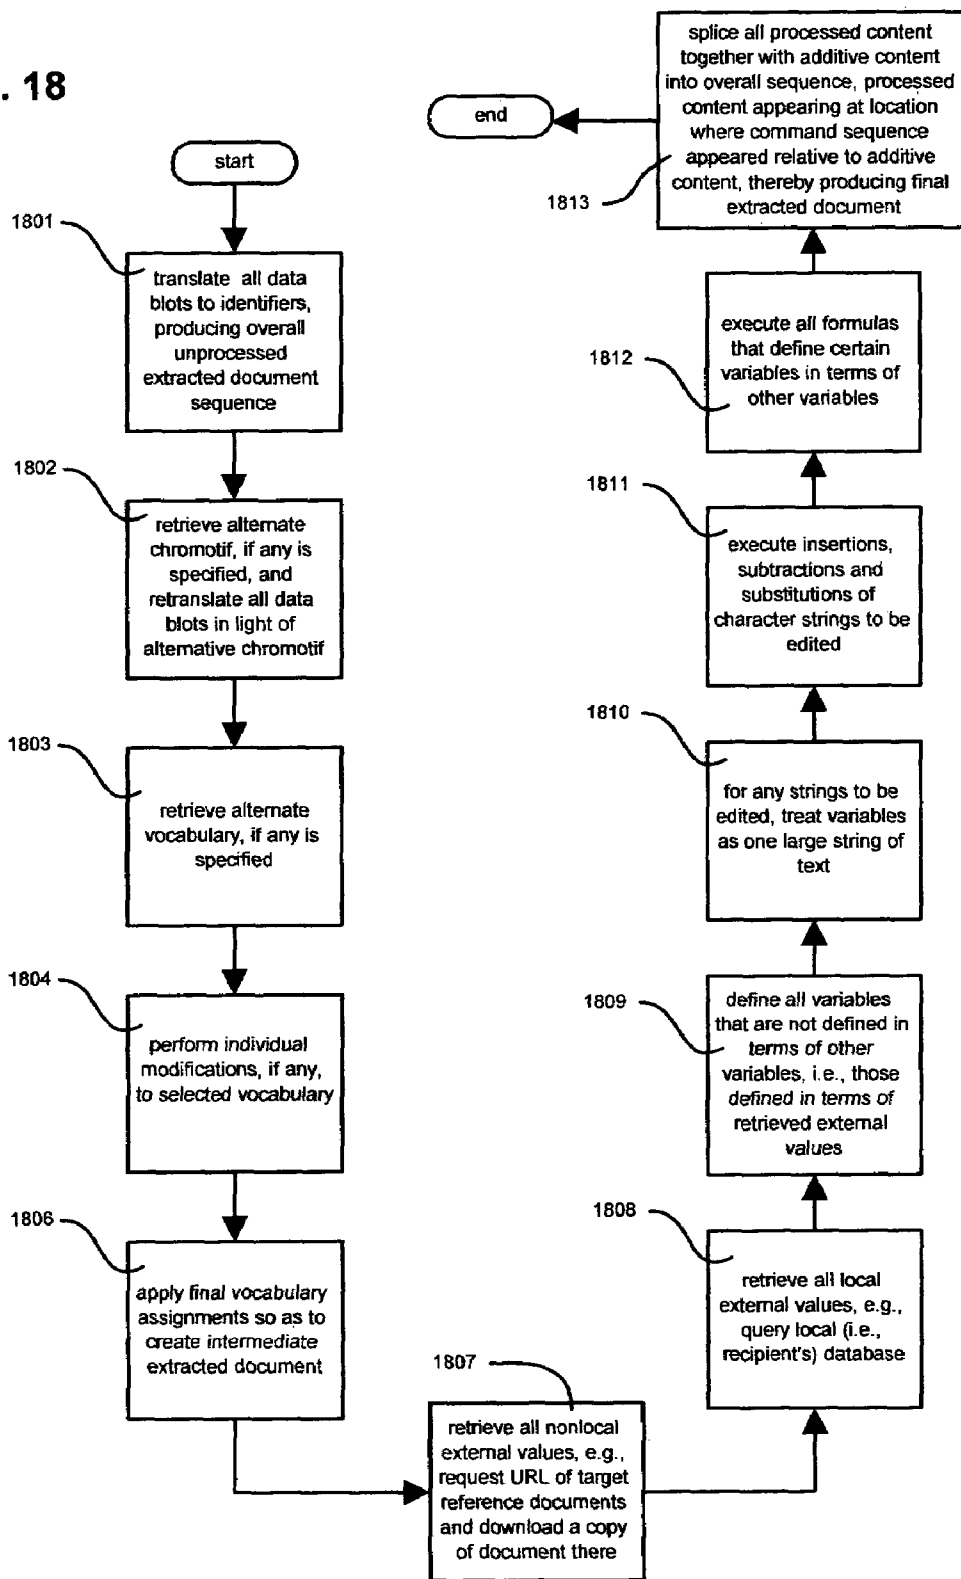 . 18
start
1801
translate all data
blots to identifiers,
producing overall
unprocessed
extracted document
sequence
1802
retrieve alternate
chromotif, if any is
specified, and
retranslate all data
blots in light of
alternative chromotif
1803
retrieve alternate
vocabulary, if any is
specified
1804
perform individual
modifications, if any,
to selected vocabulary
1806
apply final vocabulary
assignments so as to
create intermediate
extracted document
1807
retrieve all nonlocal
external values, e.g.,
request URL of target
reference documents
and download a copy
of document there
1808
retrieve all local
external values, e.g.,
query local (i.e.,
recipient's) database
1809
define all variables
that are not defined in
terms of other
variables, i.e., those
defined in terms of
retrieved external
values
1810
for any strings to be
edited, treat variables
as one large string of
text
1811
execute insertions,
subtractions and
substitutions of
character strings to be
edited
1812
execute all formulas
that define certain
variables in terms of
other variables
1813
splice all processed content
together with additive content
into overall sequence, processed
content appearing at location
where command sequence
appeared relative to additive
content, thereby producing final
extracted document
end